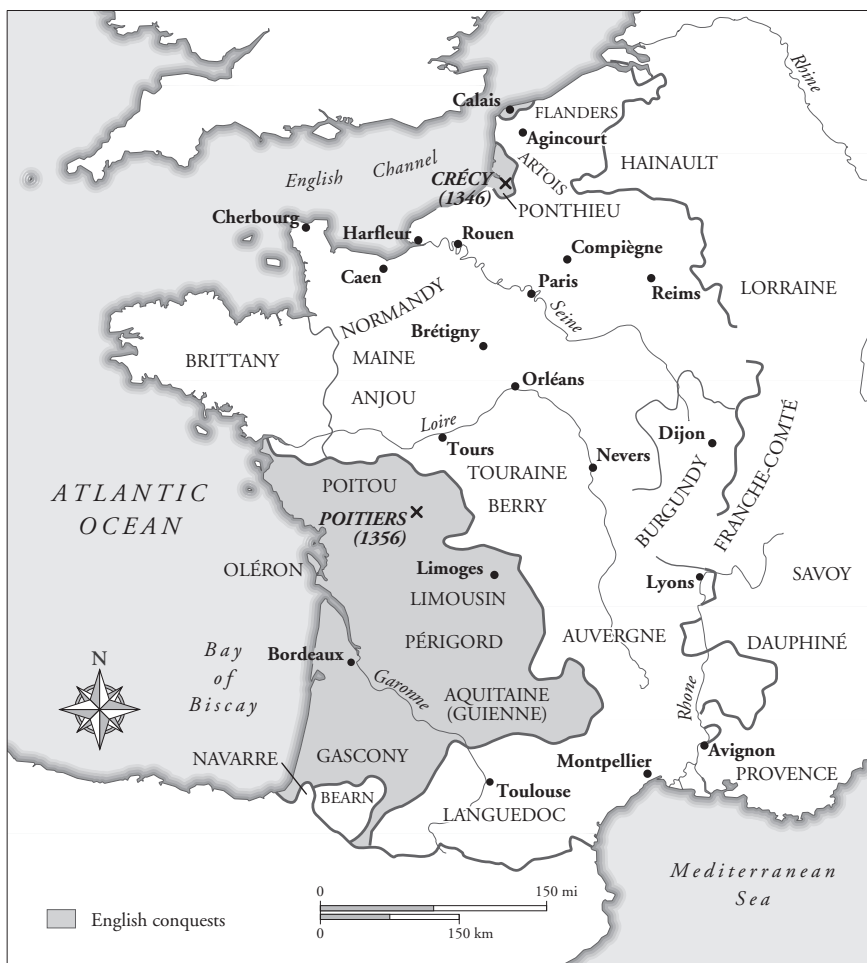 Rhine
Calais
FLANDERS
Agincourt
HAINAULT
ARTOIS
English Channel
CRÉCY
(1346)
PONTHIEU
Cherbourg
Harfleur
Rouen
Compiègne
Caen
Paris
Reims
LORRAINE
NORMANDY
Seine
Brétigny
BRITTANY
MAINE
Orléans
ANJOU
Loire
Tours
Dijon
FRANCHE-COMTÉ
TOURAINE
Nevers
BURGUNDY
POITOU
BERRY
ATLANTIC
OCEAN
POITIERS
(1356)
OLÉRON
Limoges
LIMOUSIN
Lyons
SAVOY
PÉRIGORD
AUVERGNE
DAUPHINÉ
N
Bay
of
Biscay
Bordeaux
Garonne
AQUITAINE
(GUIENNE)
Rhone
NAVARRE
GASCONY
Montpellier
Avignon
PROVENCE
BEARN
Toulouse
LANGUEDOC
Mediterranean
Sea
0 150 mi
0 150 km
English conquests